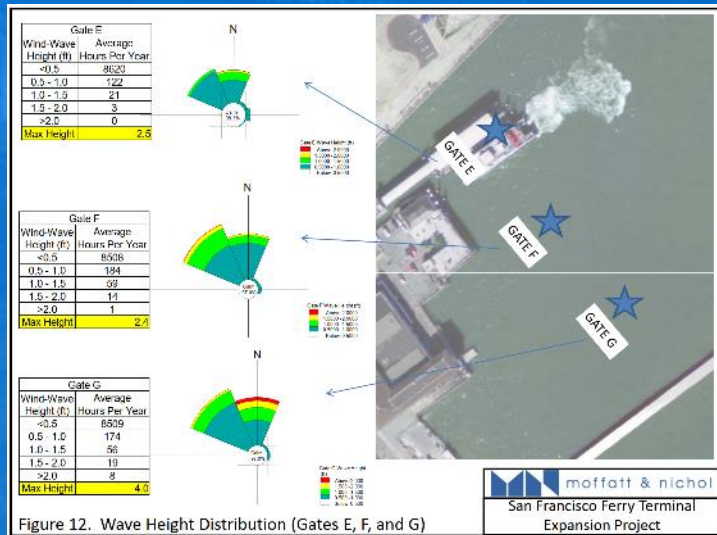 Gate E
Wind-Wave Height (ft) Average Hours Per Year
<0.5 8620
0.5 - 1.0 122
1.0 - 1.5 21
1.5 - 2.0 3
>2.0 0
Max Height 2.5
N
GATE E
Gate F
Wind-Wave Height (ft) Average Hours Per Year
<0.5 8508
0.5 - 1.0 184
1.0 - 1.5 59
1.5 - 2.0 14
>2.0 1
Max Height 2.4
N
GATE F
Gate G
Wind-Wave Height (ft) Average Hours Per Year
<0.5 8509
0.5 - 1.0 174
1.0 - 1.5 56
1.5 - 2.0 19
>2.0 8
Max Height 4.0
N
GATE G
moffatt & nichol
San Francisco Ferry Terminal
Expansion Project
Figure 12. Wave Height Distribution (Gates E, F, and G)